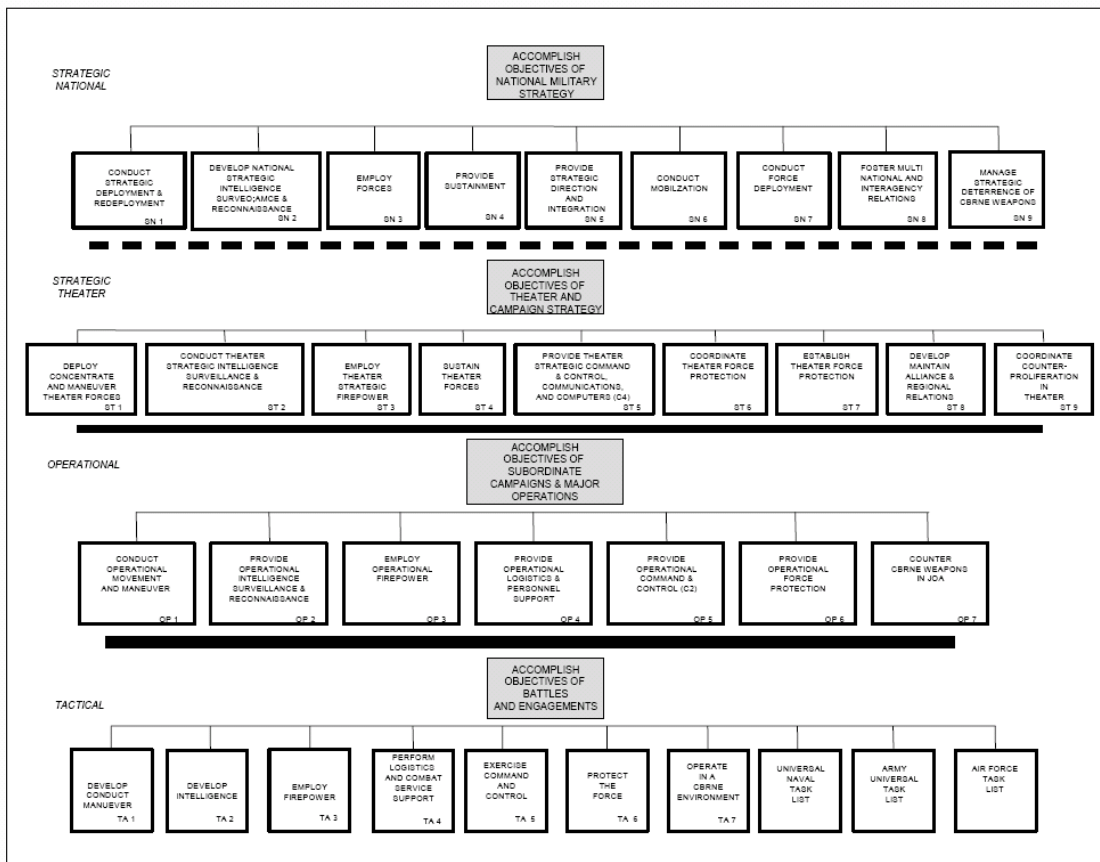 STRATEGIC
NATIONAL
ACCOMPLISH
OBJECTIVES OF
NATIONAL MILITARY
STRATEGY
CONDUCT
STRATEGIC
DEPLOYMENT &
REDEPLOYMENT
SN 1
DEVELOP NATIONAL
STRATEGIC
INTELLIGENCE
SURVEO;AMCE &
RECONNAISSANCE
SN 2
EMPLOY
FORCES
SN 3
PROVIDE
SUSTAINMENT
SN 4
PROVIDE
STRATEGIC
DIRECTION
AND
INTEGRATION
SN 5
CONDUCT
MOBILZATION
SN 6
CONDUCT
FORCE
DEPLOYMENT
SN 7
FOSTER MULTI
NATIONAL AND
INTERAGENCY
RELATIONS
SN 8
MANAGE
STRATEGIC
DETERRENCE OF
CBRNE WEAPONS
SN 9
STRATEGIC
THEATER
ACCOMPLISH
OBJECTIVES OF
THEATER AND
CAMPAIGN STRATEGY
DEPLOY
CONCENTRATE
AND MANEUVER
THEATER FORCES
ST 1
CONDUCT THEATER
STRATEGIC INTELLIGENCE
SURVEILLANCE &
RECONNAISSANCE
ST 2
EMPLOY
THEATER
STRATEGIC
FIREPOWER
ST 3
SUSTAIN
THEATER
FORCES
ST 4
PROVIDE THEATER
STRATEGIC COMMAND
& CONTROL,
COMMUNICATIONS,
AND COMPUTERS (C4)
ST 5
COORDINATE
THEATER FORCE
PROTECTION
ST 6
ESTABLISH
THEATER FORCE
PROTECTION
ST 7
DEVELOP
MAINTAIN
ALLIANCE &
REGIONAL
RELATIONS
ST 8
COORDINATE
COUNTER-
PROLIFERATION
IN
THEATER
ST 9
OPERATIONAL
ACCOMPLISH
OBJECTIVES OF
SUBORDINATE
CAMPAIGNS & MAJOR
OPERATIONS
CONDUCT
OPERATIONAL
MOVEMENT
AND MANEUVER
OP 1
PROVIDE
OPERATIONAL
INTELLIGENCE
SURVEILLANCE &
RECONNAISSANCE
OP 2
EMPLOY
OPERATIONAL
FIREPOWER
OP 3
PROVIDE
OPERATIONAL
LOGISTICS &
PERSONNEL
SUPPORT
OP 4
PROVIDE
OPERATIONAL
COMMAND &
CONTROL (C2)
OP 5
PROVIDE
OPERATIONAL
FORCE
PROTECTION
OP 6
COUNTER
CBRNE WEAPONS
IN JOA
OP 7
TACTICAL
ACCOMPLISH
OBJECTIVES OF
BATTLES
AND ENGAGEMENTS
DEVELOP
CONDUCT
MANUEVER
TA 1
DEVELOP
INTELLIGENCE
TA 2
EMPLOY
FIREPOWER
TA 3
PERFORM
LOGISTICS
AND COMBAT
SERVICE
SUPPORT
TA 4
EXERCISE
COMMAND
AND
CONTROL
TA 5
PROTECT
THE
FORCE
TA 6
OPERATE
IN A
CBRNE
ENVIRONMENT
TA 7
UNIVERSAL
NAVAL
TASK
LIST
ARMY
UNIVERSAL
TASK
LIST
AIR FORCE
TASK
LIST